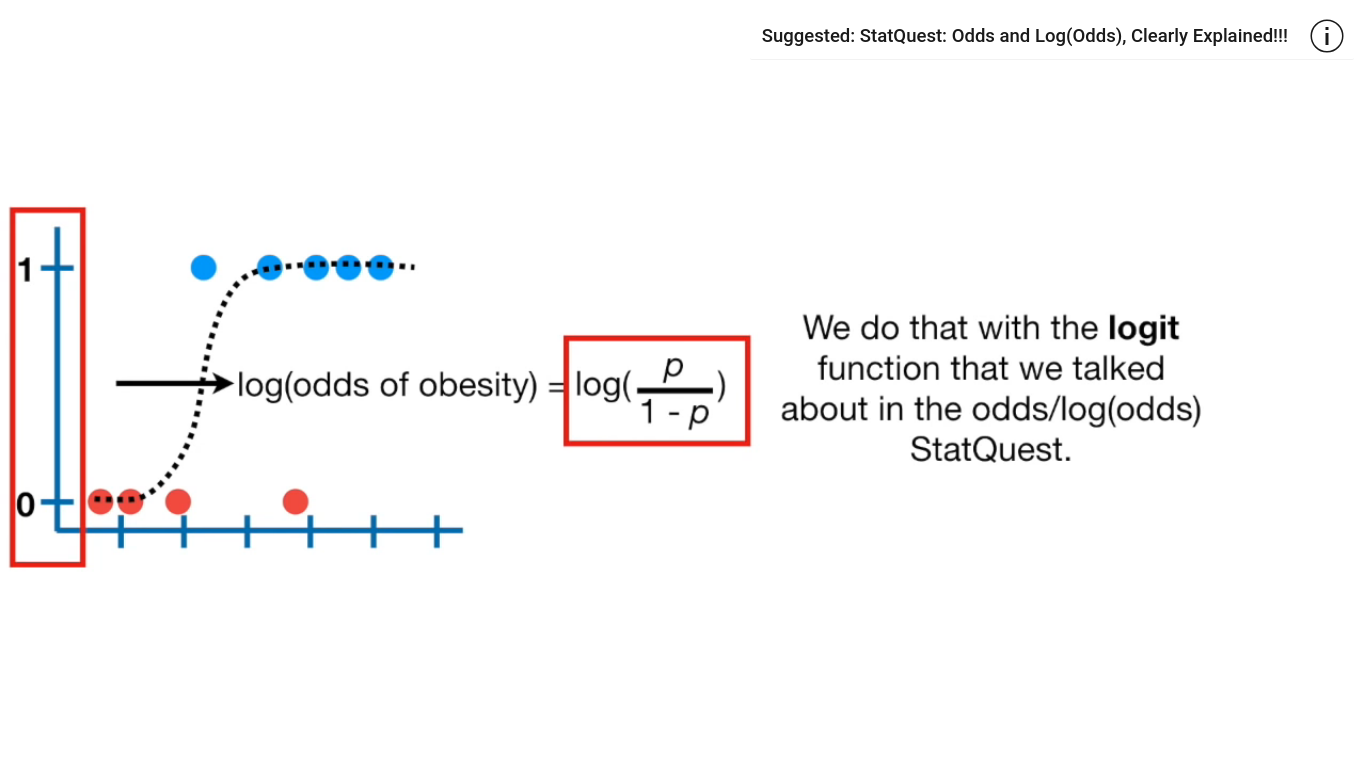 Suggested: StatQuest: Odds and Log(Odds), Clearly Explained!!!
i
1
log(odds of obesity) = log( p / 1 - p )
0
We do that with the logit
function that we talked
about in the odds/log(odds)
StatQuest.